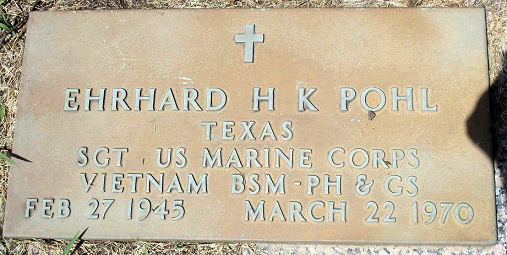 EHRHARD H K POHL
TEXAS
SGT US MARINE CORPS
VIETNAM BSM-PH & GS
FEB 27 1945 MARCH 22 1970